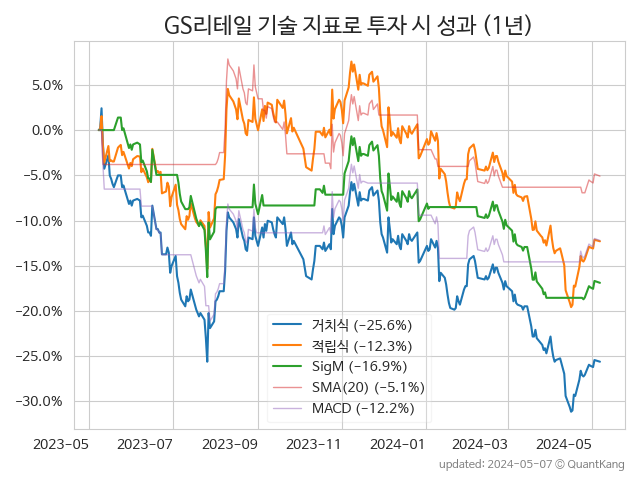 GS리테일 기술 지표로 투자 시 성과 (1년)
5.0%
0.0%
−5.0%
−10.0%
−15.0%
−20.0%
−25.0%
−30.0%
거치식 (−25.6%)
적립식 (−12.3%)
SigM (−16.9%)
SMA(20) (−5.1%)
MACD (−12.2%)
2023-05 2023-07 2023-09 2023-11 2024-01 2024-03 2024-05
updated: 2024-05-07 © QuantKang